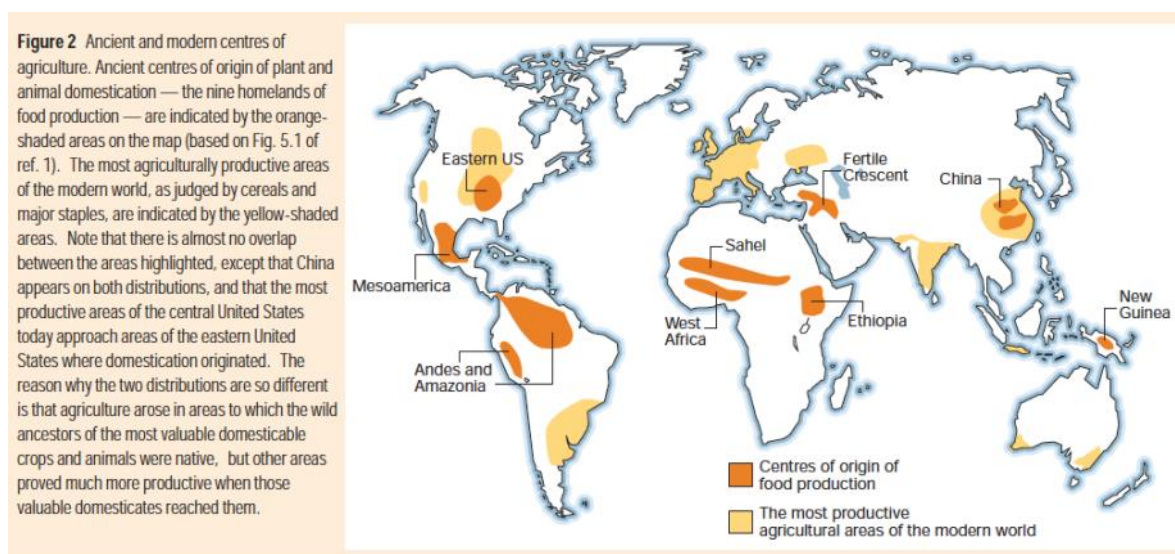 Figure 2 Ancient and modern centres of
agriculture. Ancient centres of origin of plant and
animal domestication — the nine homelands of
food production — are indicated by the orange-
shaded areas on the map (based on Fig. 5.1 of
ref. 1). The most agriculturally productive areas
of the modern world, as judged by cereals and
major staples, are indicated by the yellow-shaded
areas. Note that there is almost no overlap
between the areas highlighted, except that China
appears on both distributions, and that the most
productive areas of the central United States
today approach areas of the eastern United
States where domestication originated. The
reason why the two distributions are so different
is that agriculture arose in areas to which the wild
ancestors of the most valuable domesticable
crops and animals were native, but other areas
proved much more productive when those
valuable domesticates reached them.
Eastern US
Fertile
Crescent
China
Mesoamerica
Sahel
West
Africa
Ethiopia
New
Guinea
Andes and
Amazonia
Centres of origin of
food production
The most productive
agricultural areas of the modern world